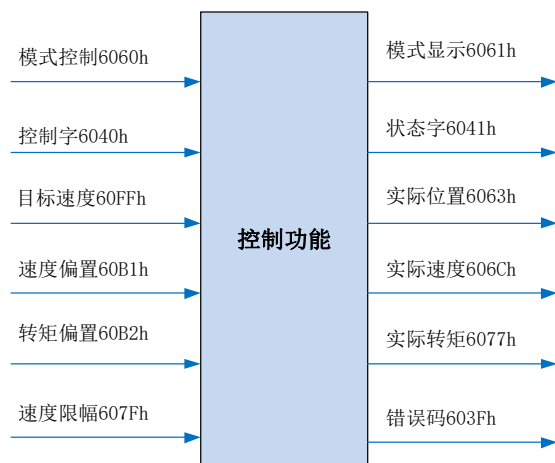 模式控制6060h
控制字6040h
目标速度60FFh
速度偏置60B1h
转矩偏置60B2h
速度限幅607Fh
控制功能
模式显示6061h
状态字6041h
实际位置6063h
实际速度606Ch
实际转矩6077h
错误码603Fh